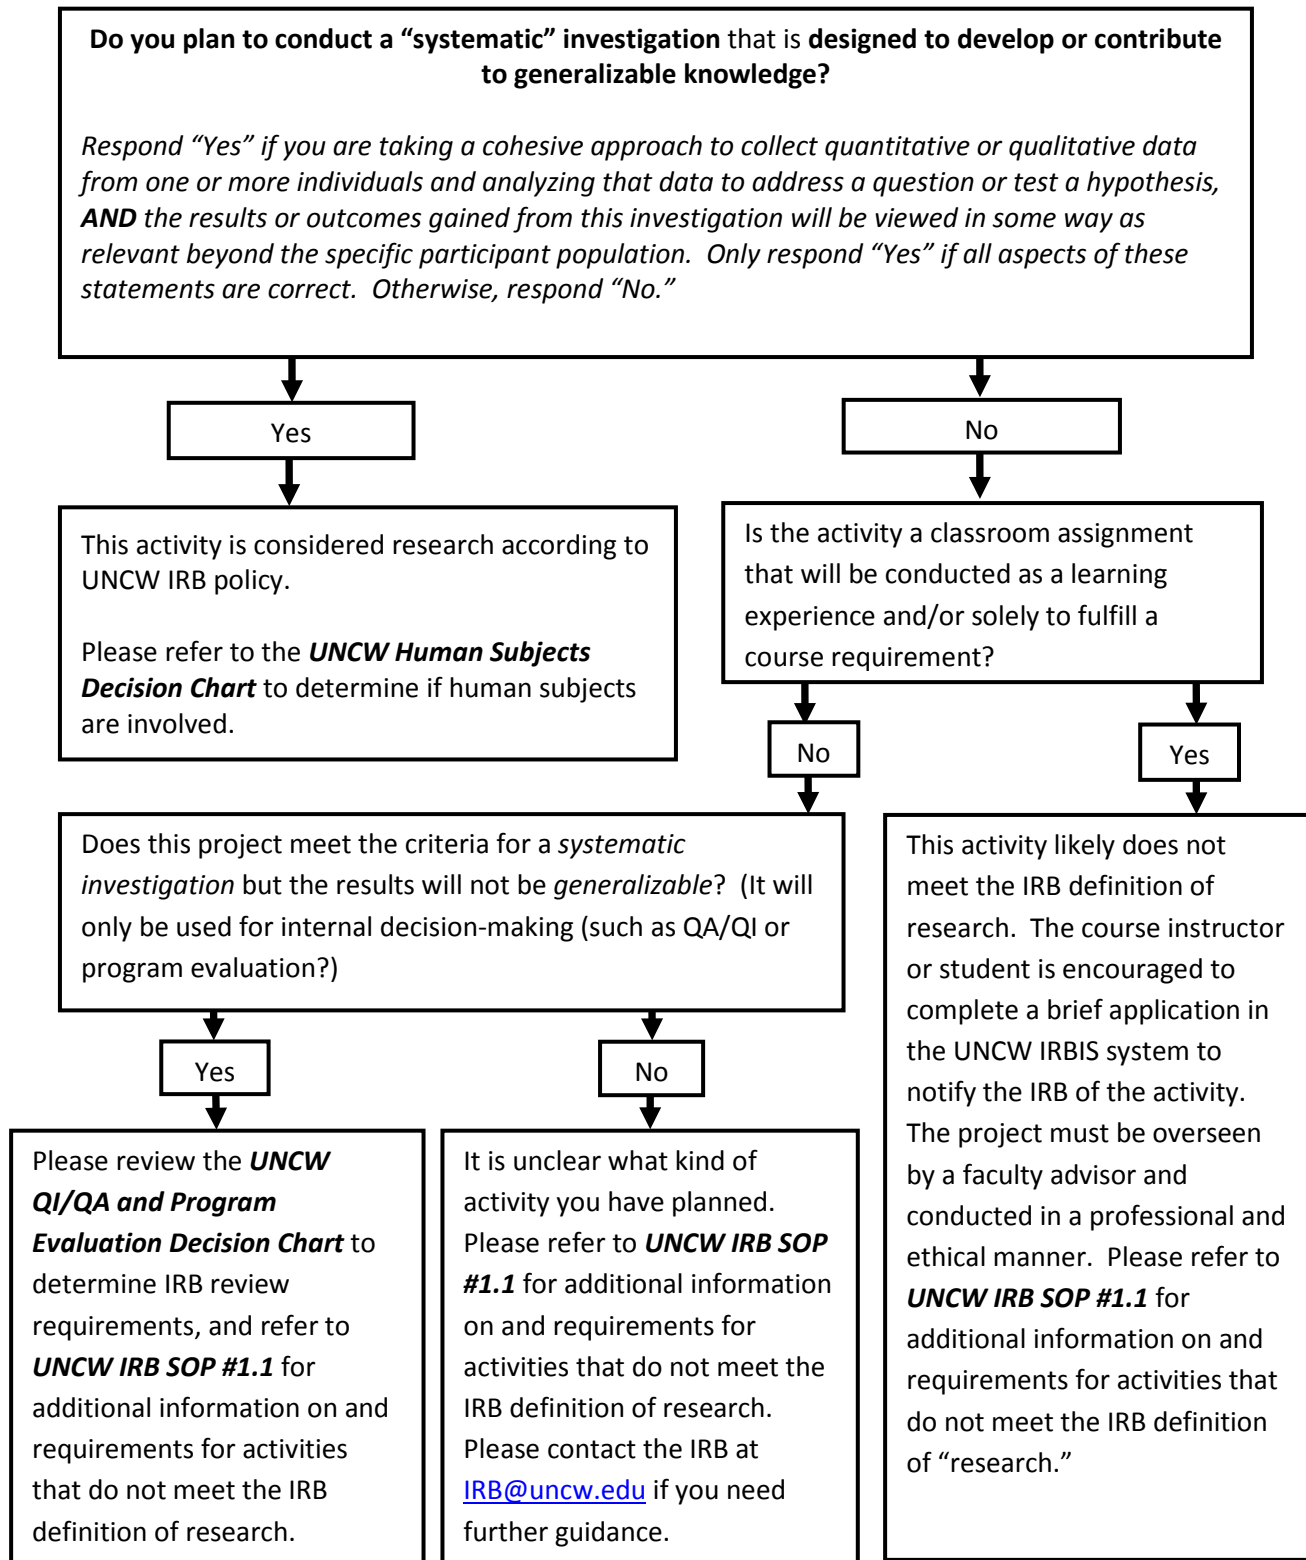 Do you plan to conduct a “systematic” investigation that is designed to develop or contribute
to generalizable knowledge?
Respond “Yes” if you are taking a cohesive approach to collect quantitative or qualitative data
from one or more individuals and analyzing that data to address a question or test a hypothesis,
AND the results or outcomes gained from this investigation will be viewed in some way as
relevant beyond the specific participant population.  Only respond “Yes” if all aspects of these
statements are correct.  Otherwise, respond “No.”
Yes
No
This activity is considered research according to
UNCW IRB policy.
Please refer to the UNCW Human Subjects
Decision Chart to determine if human subjects
are involved.
Is the activity a classroom assignment
that will be conducted as a learning
experience and/or solely to fulfill a
course requirement?
No
Yes
Does this project meet the criteria for a systematic
investigation but the results will not be generalizable?  (It will
only be used for internal decision-making (such as QA/QI or
program evaluation?)
Yes
No
Please review the UNCW
QI/QA and Program
Evaluation Decision Chart to
determine IRB review
requirements, and refer to
UNCW IRB SOP #1.1 for
additional information on and
requirements for activities
that do not meet the IRB
definition of research.
It is unclear what kind of
activity you have planned.
Please refer to UNCW IRB SOP
#1.1 for additional information
on and requirements for
activities that do not meet the
IRB definition of research.
Please contact the IRB at
IRB@uncw.edu if you need
further guidance.
This activity likely does not
meet the IRB definition of
research.  The course instructor
or student is encouraged to
complete a brief application in
the UNCW IRBIS system to
notify the IRB of the activity.
The project must be overseen
by a faculty advisor and
conducted in a professional and
ethical manner.  Please refer to
UNCW IRB SOP #1.1 for
additional information on and
requirements for activities that
do not meet the IRB definition
of “research.”